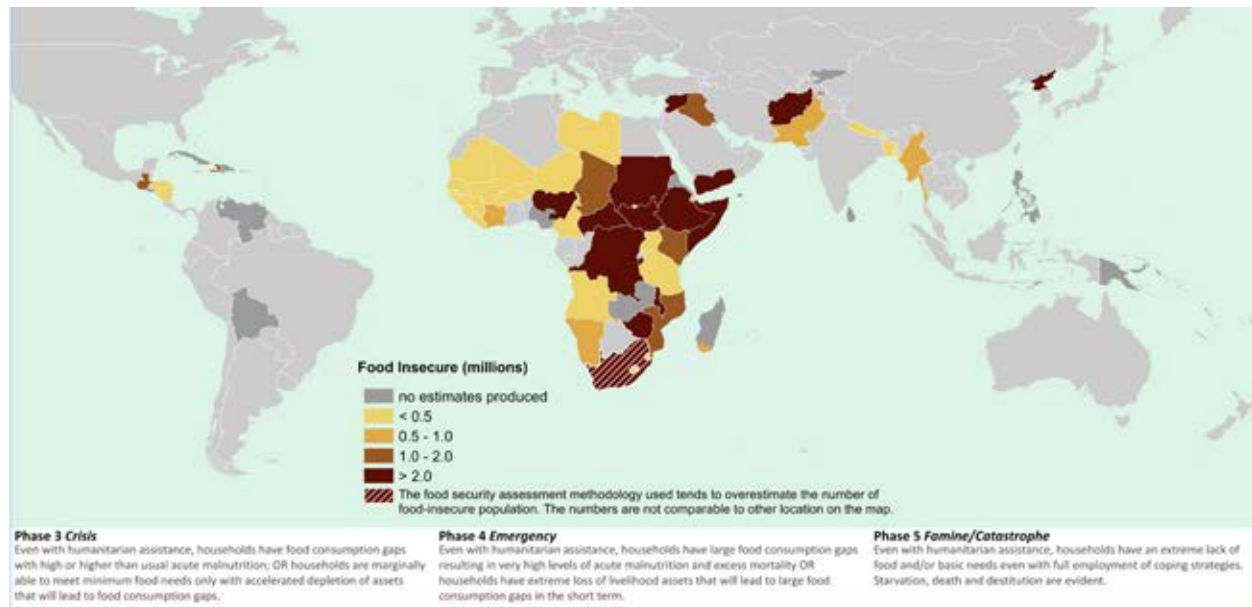 Food Insecure (millions)
no estimates produced
< 0.5
0.5 - 1.0
1.0 - 2.0
> 2.0
The food security assessment methodology used tends to overestimate the number of
food-insecure population. The numbers are not comparable to other location on the map.
Phase 3 Crisis
Even with humanitarian assistance, households have food consumption gaps
with high or higher than usual acute malnutrition; OR households are marginally
able to meet minimum food needs only with accelerated depletion of assets
that will lead to food consumption gaps.
Phase 4 Emergency
Even with humanitarian assistance, households have large food consumption gaps
resulting in very high levels of acute malnutrition and excess mortality OR
households have extreme loss of livelihood assets that will lead to large food
consumption gaps in the short term.
Phase 5 Famine/Catastrophe
Even with humanitarian assistance, households have an extreme lack of
food and/or basic needs even with full employment of coping strategies.
Starvation, death and destitution are evident.